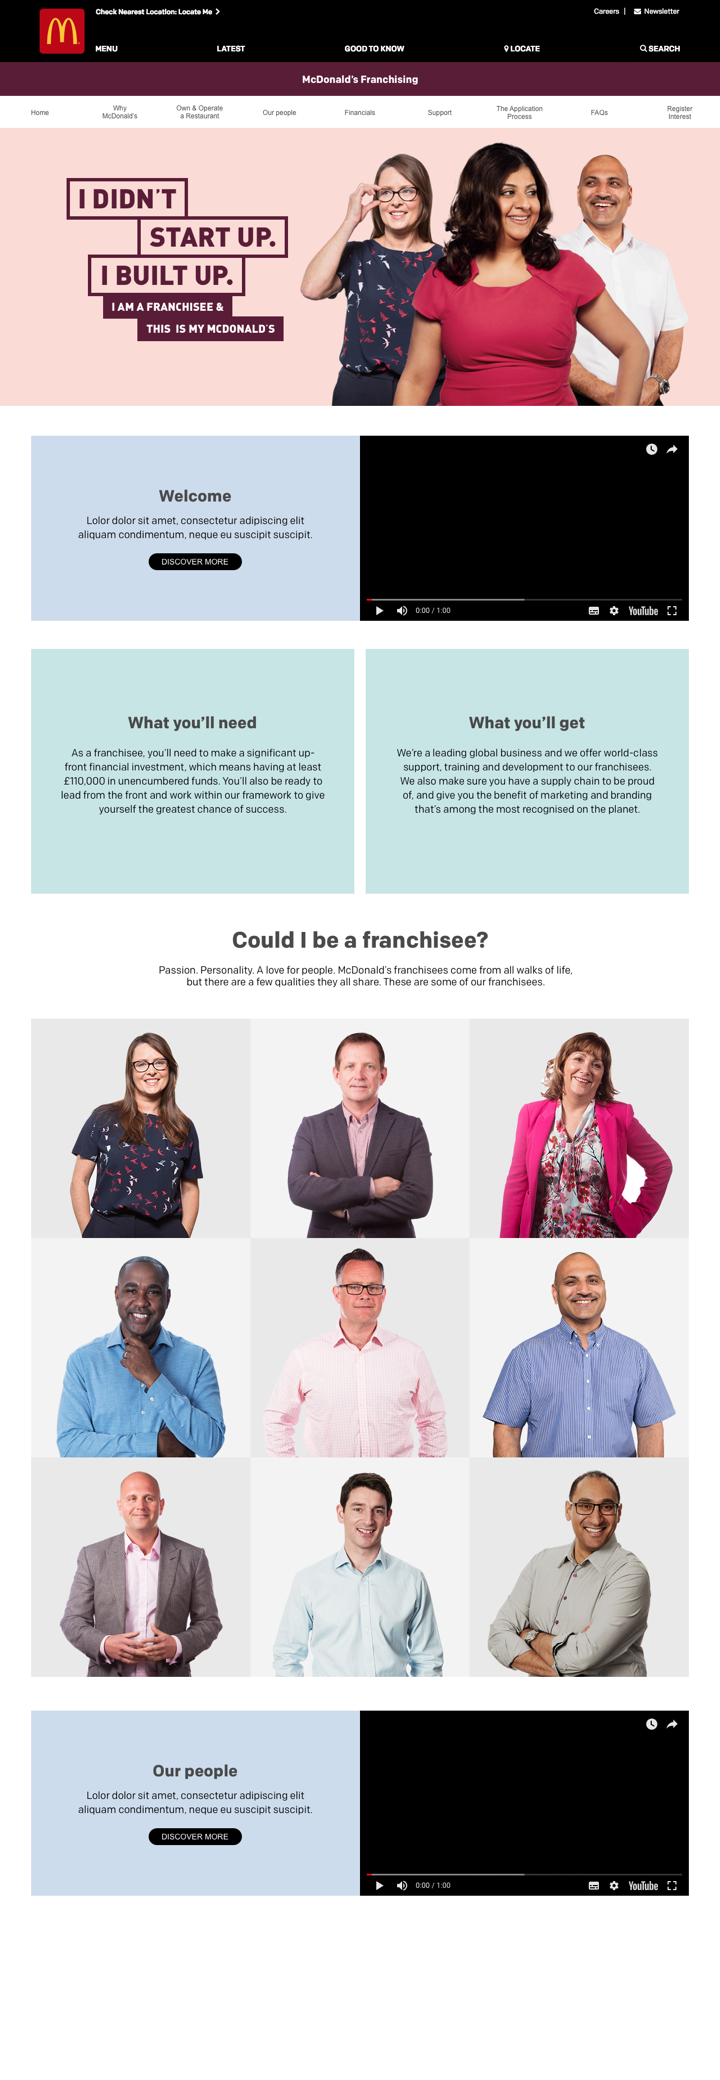 Check Nearest Location: Locate Me
Careers |
Newsletter
MENU
LATEST
GOOD TO KNOW
LOCATE
SEARCH
McDonald's Franchising
Home
Why
McDonald's
Own & Operate
a Restaurant
Our people
Financials
Support
The Application
Process
FAQs
Register
Interest
I DIDN'T
START UP.
I BUILT UP.
I AM A FRANCHISEE &
THIS IS MY MCDONALD'S
Welcome
Lolor dolor sit amet, consectetur adipiscing elit
aliquam condimentum, neque eu suscipit suscipit.
DISCOVER MORE
0:00 / 1:00
YouTube
What you'll need
As a franchisee, you'll need to make a significant up-
front financial investment, which means having at least
£110,000 in unencumbered funds. You'll also be ready to
lead from the front and work within our framework to give
yourself the greatest chance of success.
What you'll get
We're a leading global business and we offer world-class
support, training and development to our franchisees.
We also make sure you have a supply chain to be proud
of, and give you the benefit of marketing and branding
that's among the most recognised on the planet.
Could I be a franchisee?
Passion. Personality. A love for people. McDonald's franchisees come from all walks of life,
but there are a few qualities they all share. These are some of our franchisees.
Our people
Lolor dolor sit amet, consectetur adipiscing elit
aliquam condimentum, neque eu suscipit suscipit.
DISCOVER MORE
0:00 / 1:00
YouTube